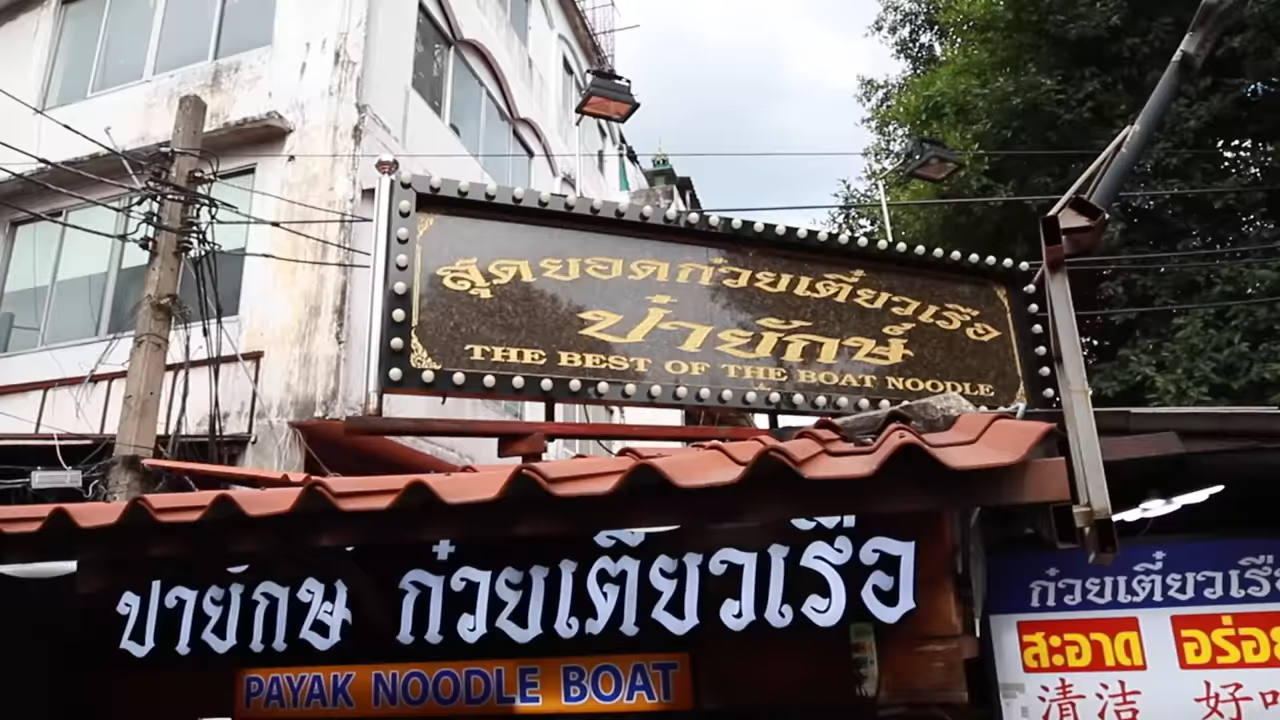 สุดยอดก๋วยเตี๋ยวเรือ
ป๋ายักษ์
THE BEST OF THE BOAT NOODLE
ป๋ายักษ์ ก๋วยเตี๋ยวเรือ
PAYAK NOODLE BOAT
ก๋วยเตี๋ยวเรือ
สะอาด
清洁 好